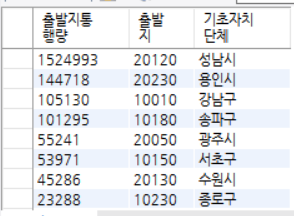 출발지통행량 출발지 기초자치단체
1524993 20120 성남시
144718 20230 용인시
105130 10010 강남구
101295 10180 송파구
55241 20050 광주시
53971 10150 서초구
45286 20130 수원시
23288 10230 종로구